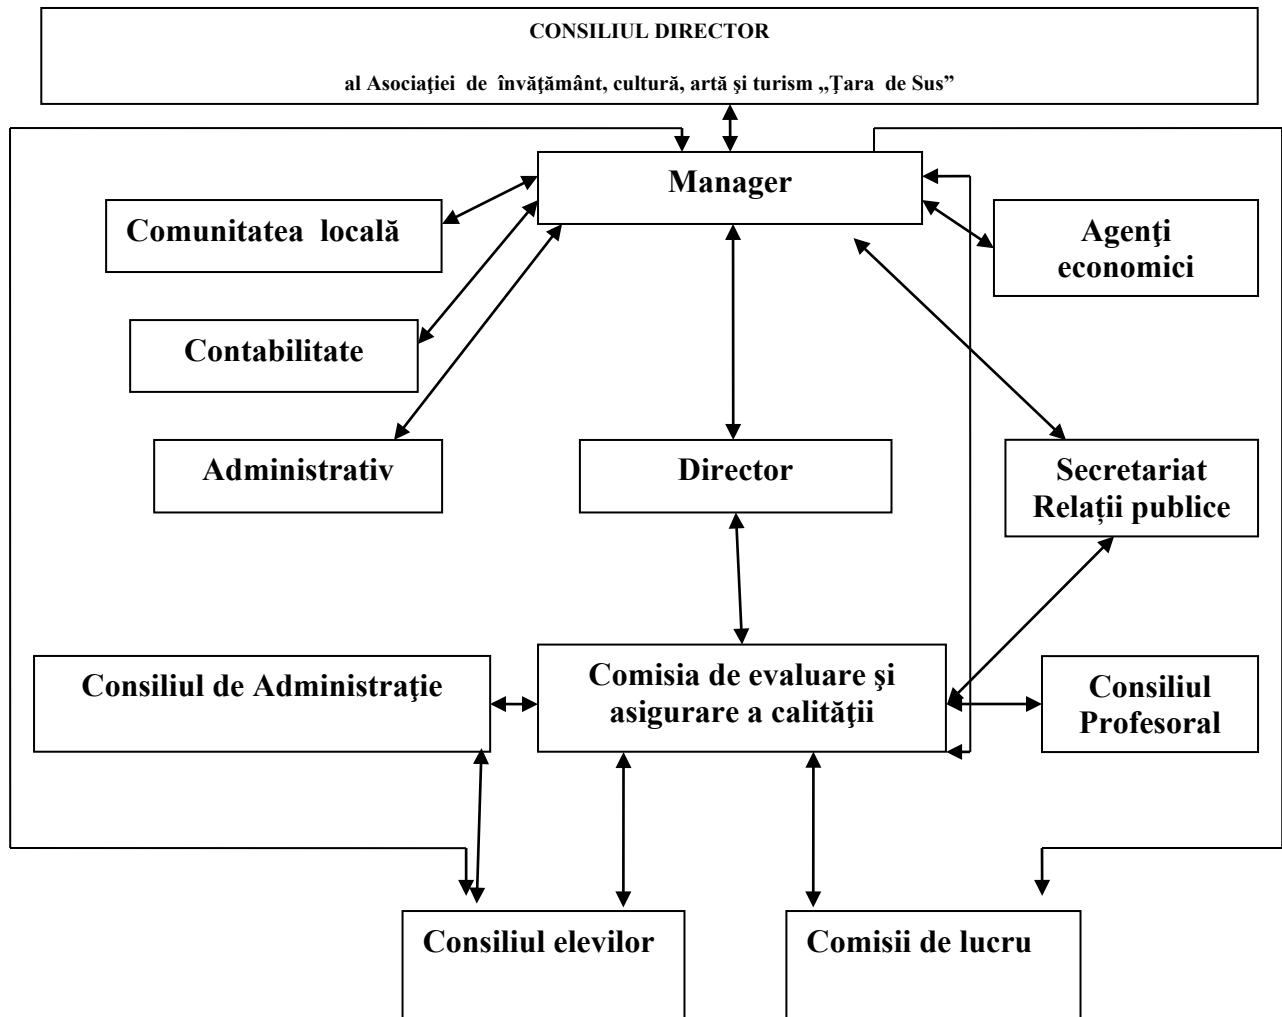 CONSILIUL DIRECTOR
al Asociaţiei de învăţământ, cultură, artă şi turism „Ţara de Sus”
Manager
Comunitatea locală
Agenţi
economici
Contabilitate
Administrativ
Director
Secretariat
Relații publice
Consiliul de Administraţie
Comisia de evaluare şi
asigurare a calităţii
Consiliul
Profesoral
Consiliul elevilor
Comisii de lucru